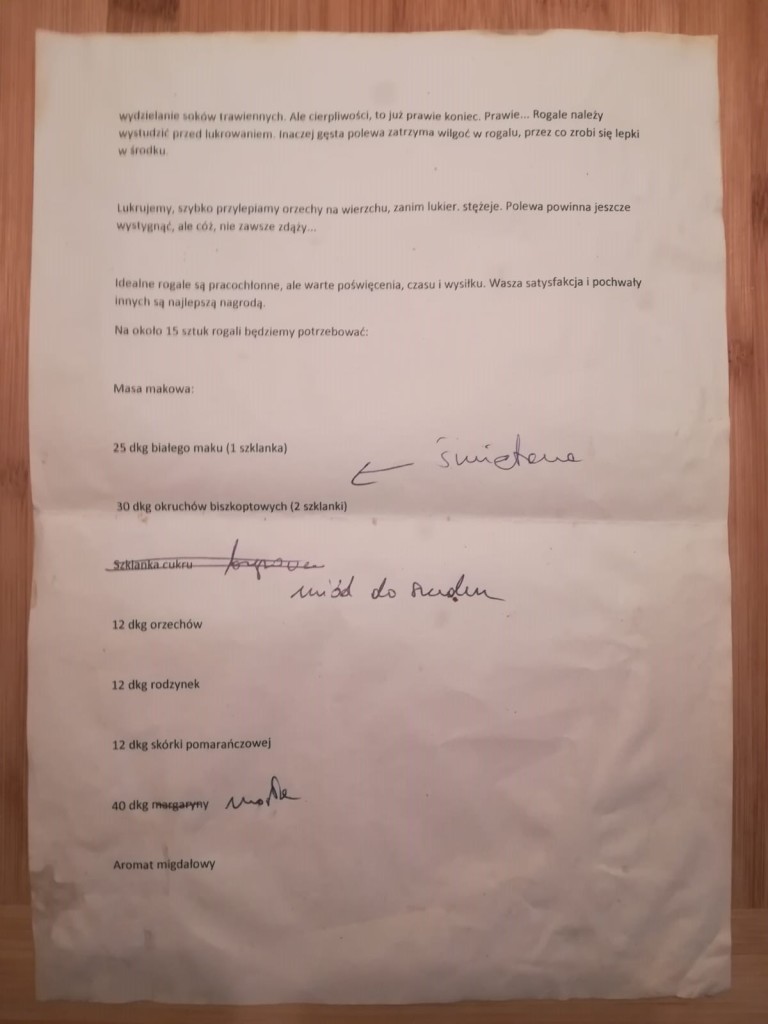 wydzielanie soków trawiennych. Ale cierpliwości, to już prawie koniec. Prawie... Rogale należy
wystudzić przed lukrowaniem. Inaczej gęsta polewa zatrzyma wilgoć w rogalu, przez co zrobi się lepki
w środku.
Lukrujemy, szybko przylepiamy orzechy na wierzchu, zanim lukier. stężeje. Polewa powinna jeszcze
wystygnąć, ale cóż, nie zawsze zdąży...
Idealne rogale są pracochłonne, ale warte poświęcenia, czasu i wysiłku. Wasza satysfakcja i pochwały
innych są najlepszą nagrodą.
Na około 15 sztuk rogali będziemy potrzebować:
Masa makowa:
25 dkg białego maku (1 szklanka)
śmietana
30 dkg okruchów biszkoptowych (2 szklanki)
Szklanka cukru
miód do smaku
12 dkg orzechów
12 dkg rodzynek
12 dkg skórki pomarańczowej
40 dkg margaryny masła
Aromat migdałowy